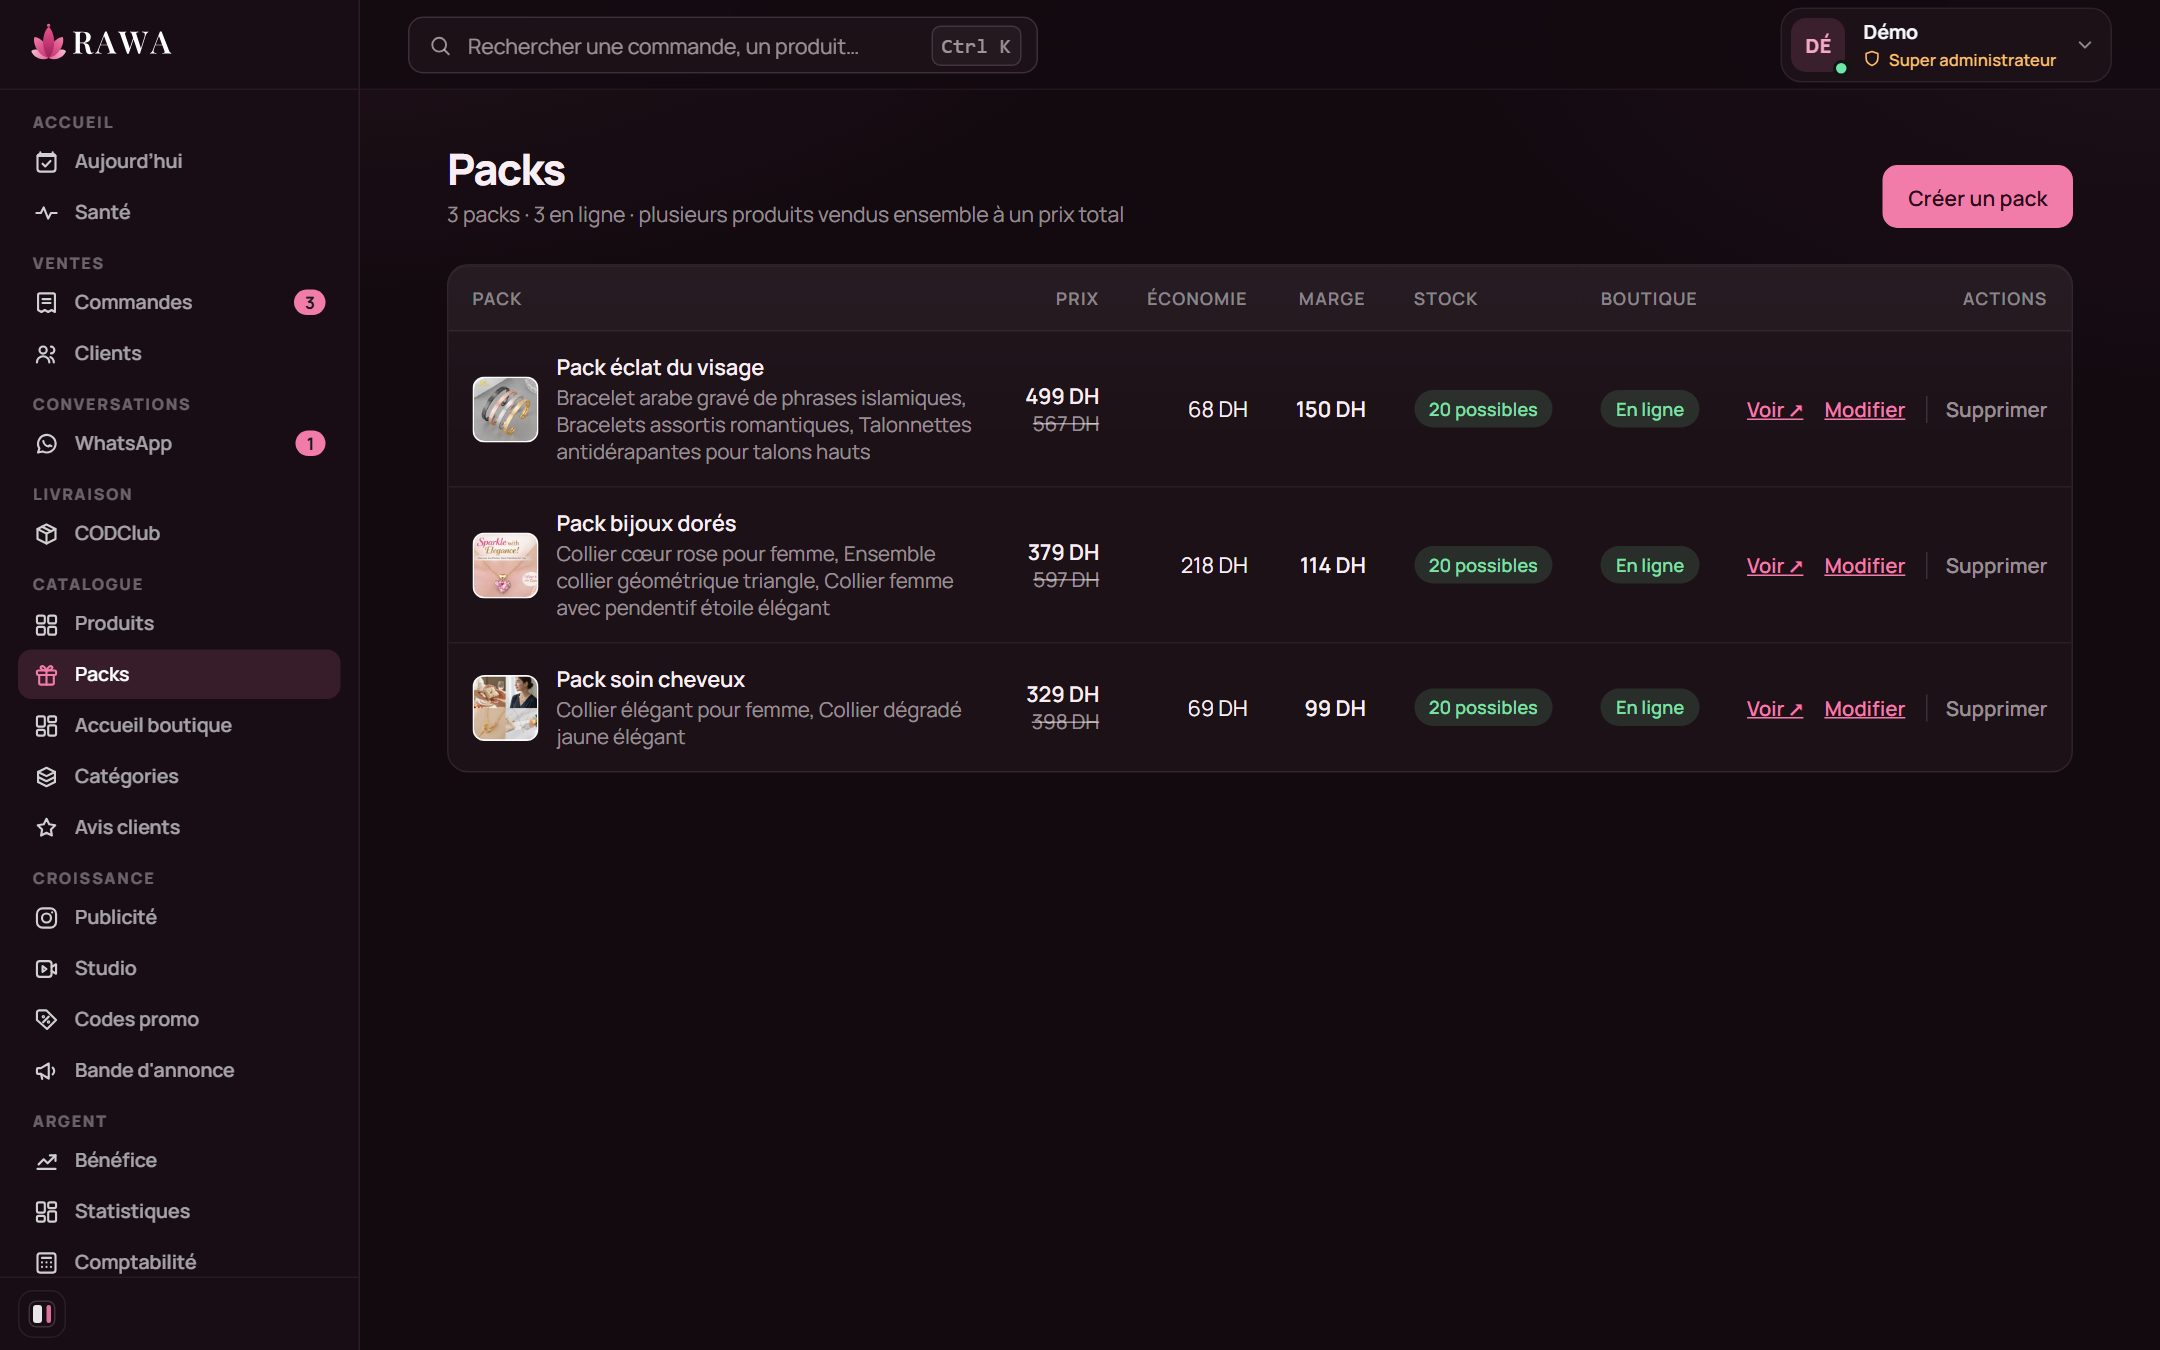 RAWA
Rechercher une commande, un produit...
Ctrl K
DÉ
Démo
Super administrateur
ACCUEIL
Aujourd'hui
Santé
VENTES
Commandes
3
Clients
CONVERSATIONS
WhatsApp
1
LIVRAISON
CODClub
CATALOGUE
Produits
Packs
Accueil boutique
Catégories
Avis clients
CROISSANCE
Publicité
Studio
Codes promo
Bande d'annonce
ARGENT
Bénéfice
Statistiques
Comptabilité
Packs
3 packs · 3 en ligne · plusieurs produits vendus ensemble à un prix total
Créer un pack
PACK PRIX ÉCONOMIE MARGE STOCK BOUTIQUE ACTIONS
Pack éclat du visage
Bracelet arabe gravé de phrases islamiques,
Bracelets assortis romantiques, Talonnettes
antidérapantes pour talons hauts
499 DH
567 DH
68 DH
150 DH
20 possibles
En ligne
Voir ↗ Modifier Supprimer
Sparkle with
Elegance!
Pack bijoux dorés
Collier cœur rose pour femme, Ensemble
collier géométrique triangle, Collier femme
avec pendentif étoile élégant
379 DH
597 DH
218 DH
114 DH
20 possibles
En ligne
Voir ↗ Modifier Supprimer
Pack soin cheveux
Collier élégant pour femme, Collier dégradé
jaune élégant
329 DH
398 DH
69 DH
99 DH
20 possibles
En ligne
Voir ↗ Modifier Supprimer